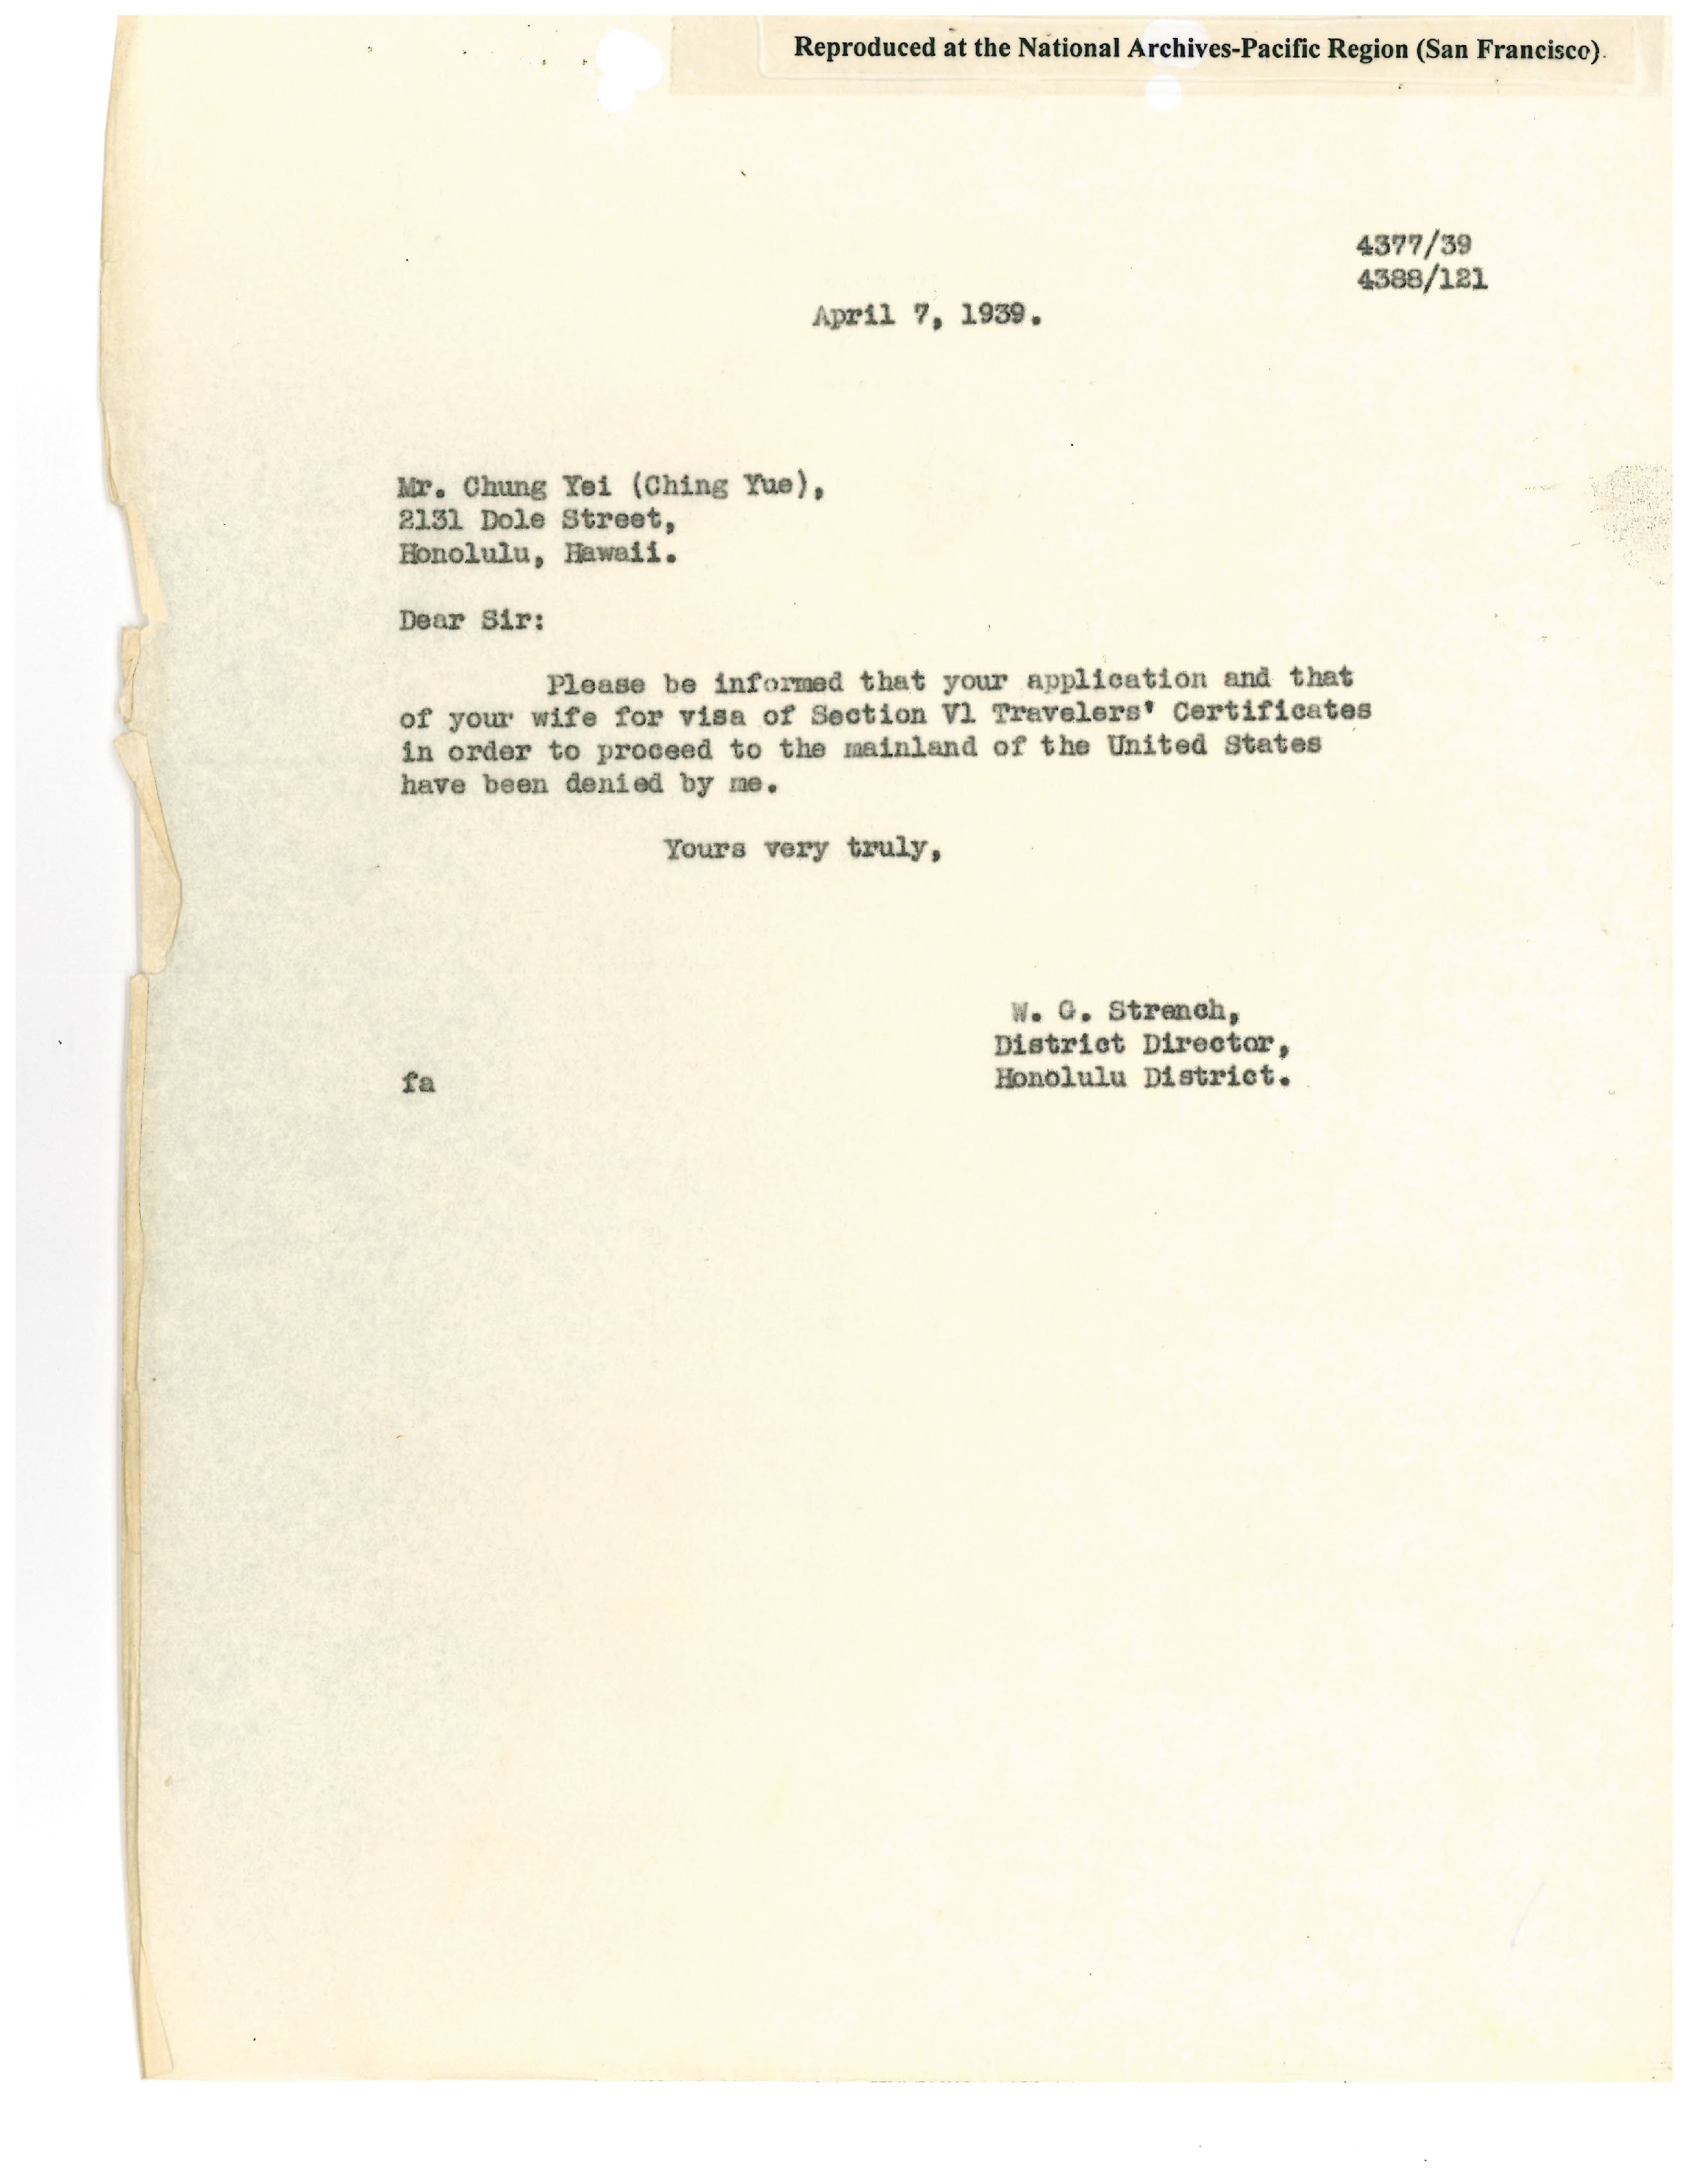 Reproduced at the National Archives-Pacific Region (San Francisco).
4377/39
4388/121
April 7, 1939.
Mr. Chung Yei (Ching Yue),
2131 Dole Street,
Honolulu, Hawaii.
Dear Sir:
Please be informed that your application and that
of your wife for visa of Section Vl Travelers' Certificates
in order to proceed to the mainland of the United States
have been denied by me.
Yours very truly,
W. G. Strench,
District Director,
Honolulu District.
fa